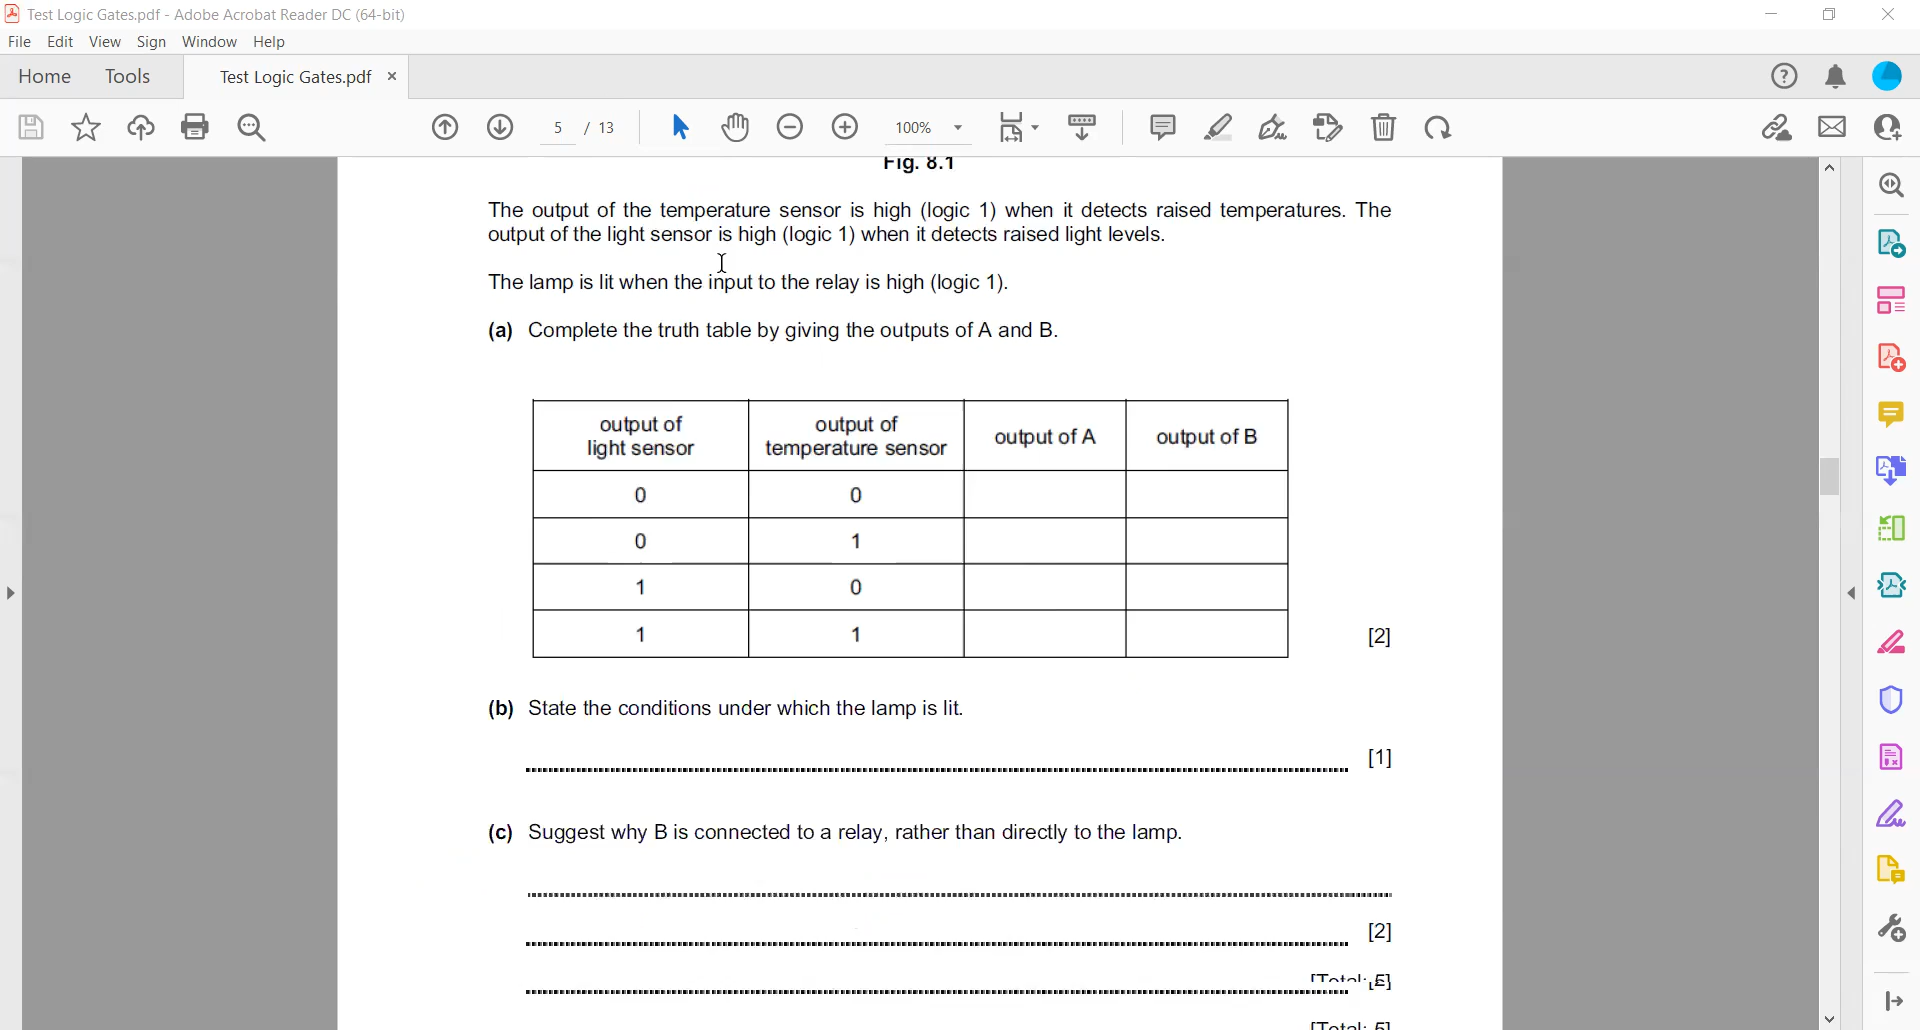 Test Logic Gates.pdf - Adobe Acrobat Reader DC (64-bit)
File Edit View Sign Window Help
Home Tools Test Logic Gates.pdf ×
5 / 13 100%
Fig. 8.1
The output of the temperature sensor is high (logic 1) when it detects raised temperatures. The
output of the light sensor is high (logic 1) when it detects raised light levels.
The lamp is lit when the input to the relay is high (logic 1).
(a) Complete the truth table by giving the outputs of A and B.
output of light sensor output of temperature sensor output of A output of B
0 0
0 1
1 0
1 1
[2]
(b) State the conditions under which the lamp is lit.
[1]
(c) Suggest why B is connected to a relay, rather than directly to the lamp.
[2]
[Total: 5]
[Total: 5]